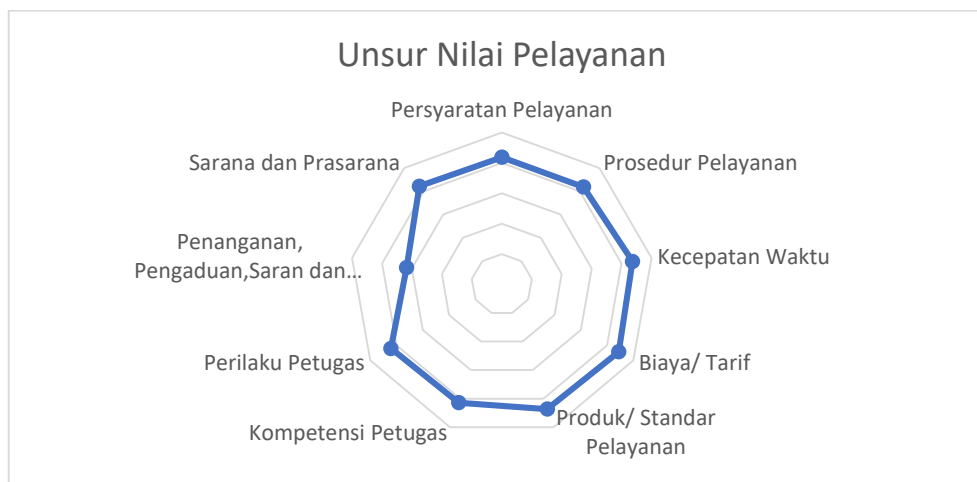 Unsur Nilai Pelayanan
Persyaratan Pelayanan
Prosedur Pelayanan
Kecepatan Waktu
Biaya/ Tarif
Produk/ Standar
Pelayanan
Kompetensi Petugas
Perilaku Petugas
Penanganan,
Pengaduan,Saran dan...
Sarana dan Prasarana